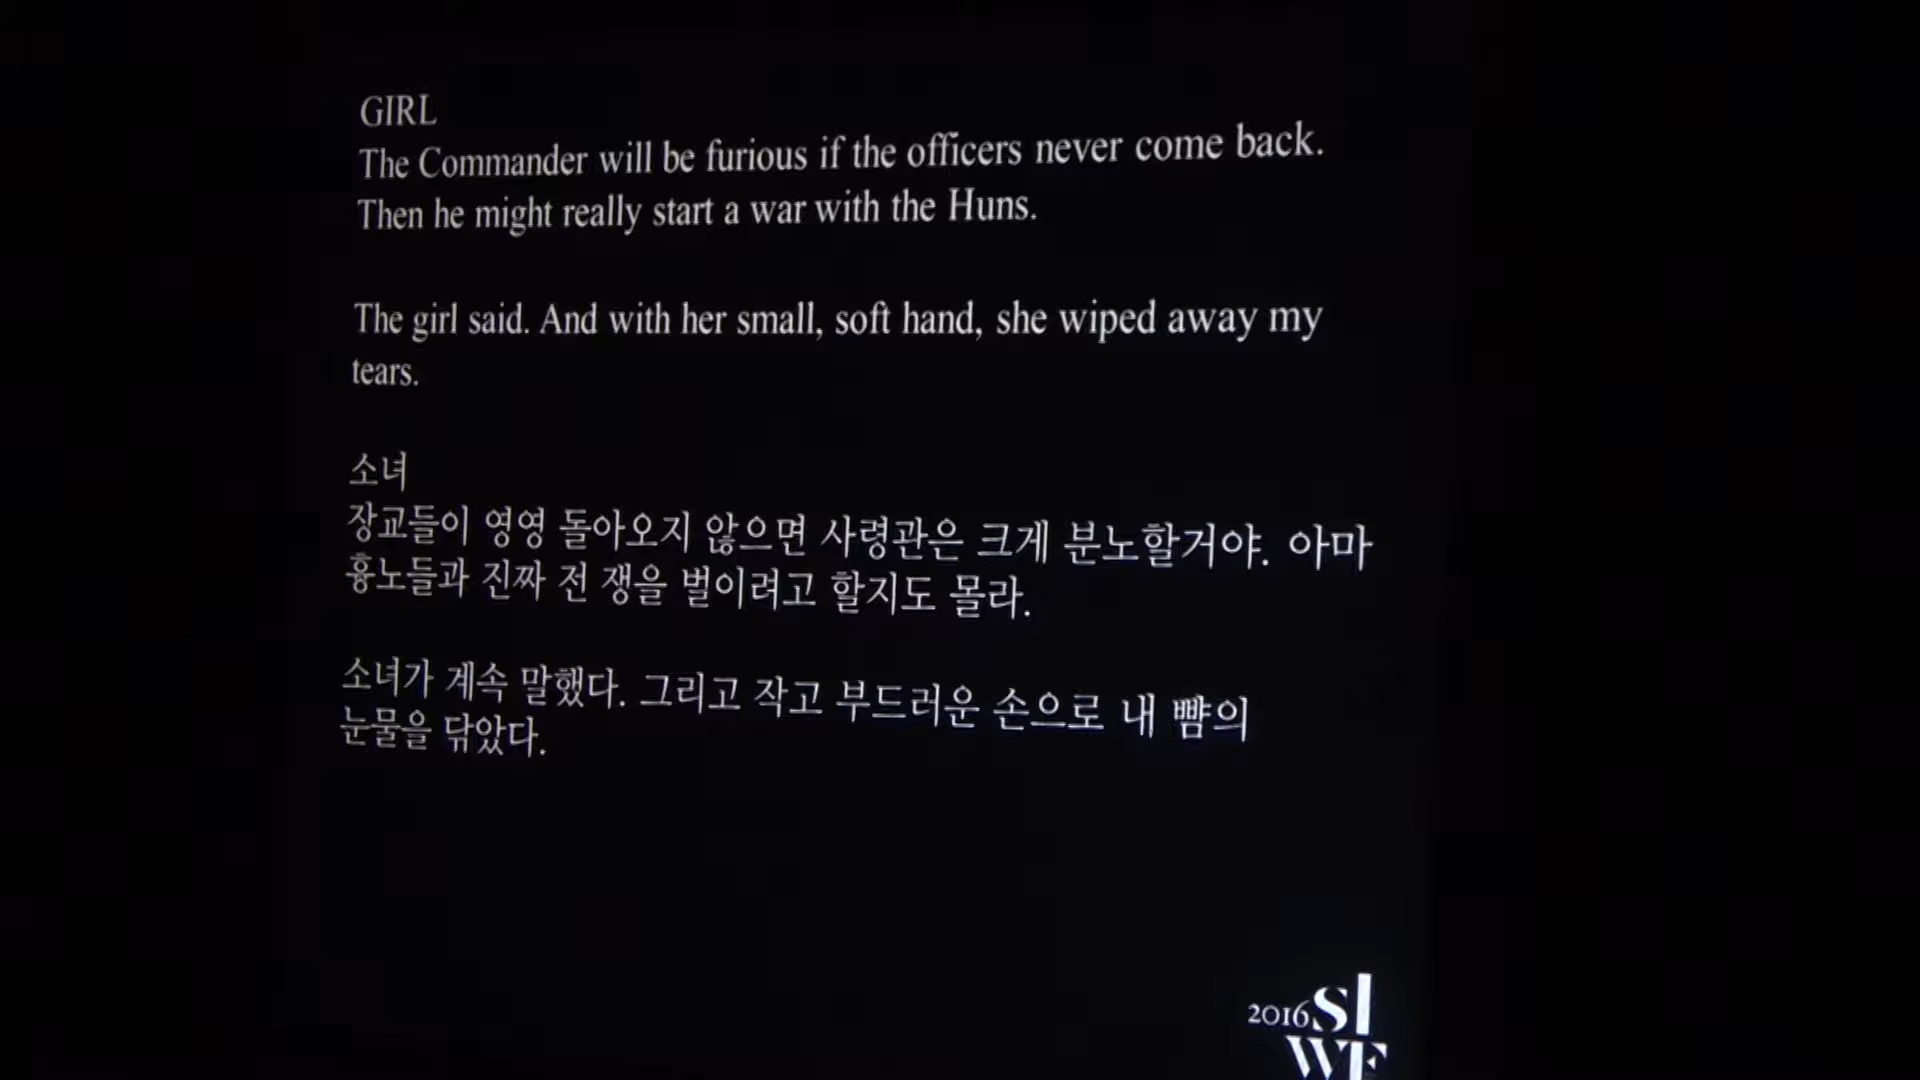 GIRL
The Commander will be furious if the officers never come back.
Then he might really start a war with the Huns.
The girl said. And with her small, soft hand, she wiped away my
tears.
소녀
장교들이 영영 돌아오지 않으면 사령관은 크게 분노할거야. 아마
흉노들과 진짜 전 쟁을 벌이려고 할지도 몰라.
소녀가 계속 말했다. 그리고 작고 부드러운 손으로 내 뺨의
눈물을 닦았다.
2016 SI
WF